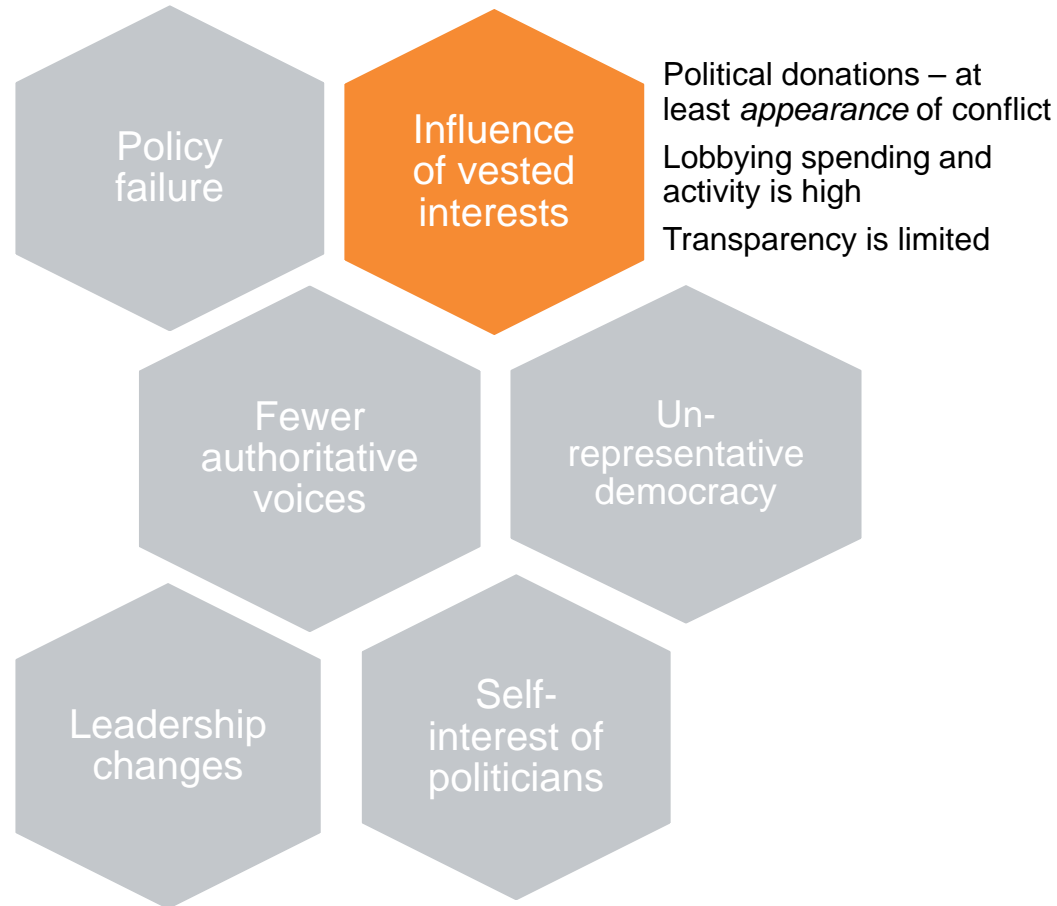 Policy
failure
Influence
of vested
interests
Political donations – at
least appearance of conflict
Lobbying spending and
activity is high
Transparency is limited
Fewer
authoritative
voices
Un-
representative
democracy
Leadership
changes
Self-
interest of
politicians